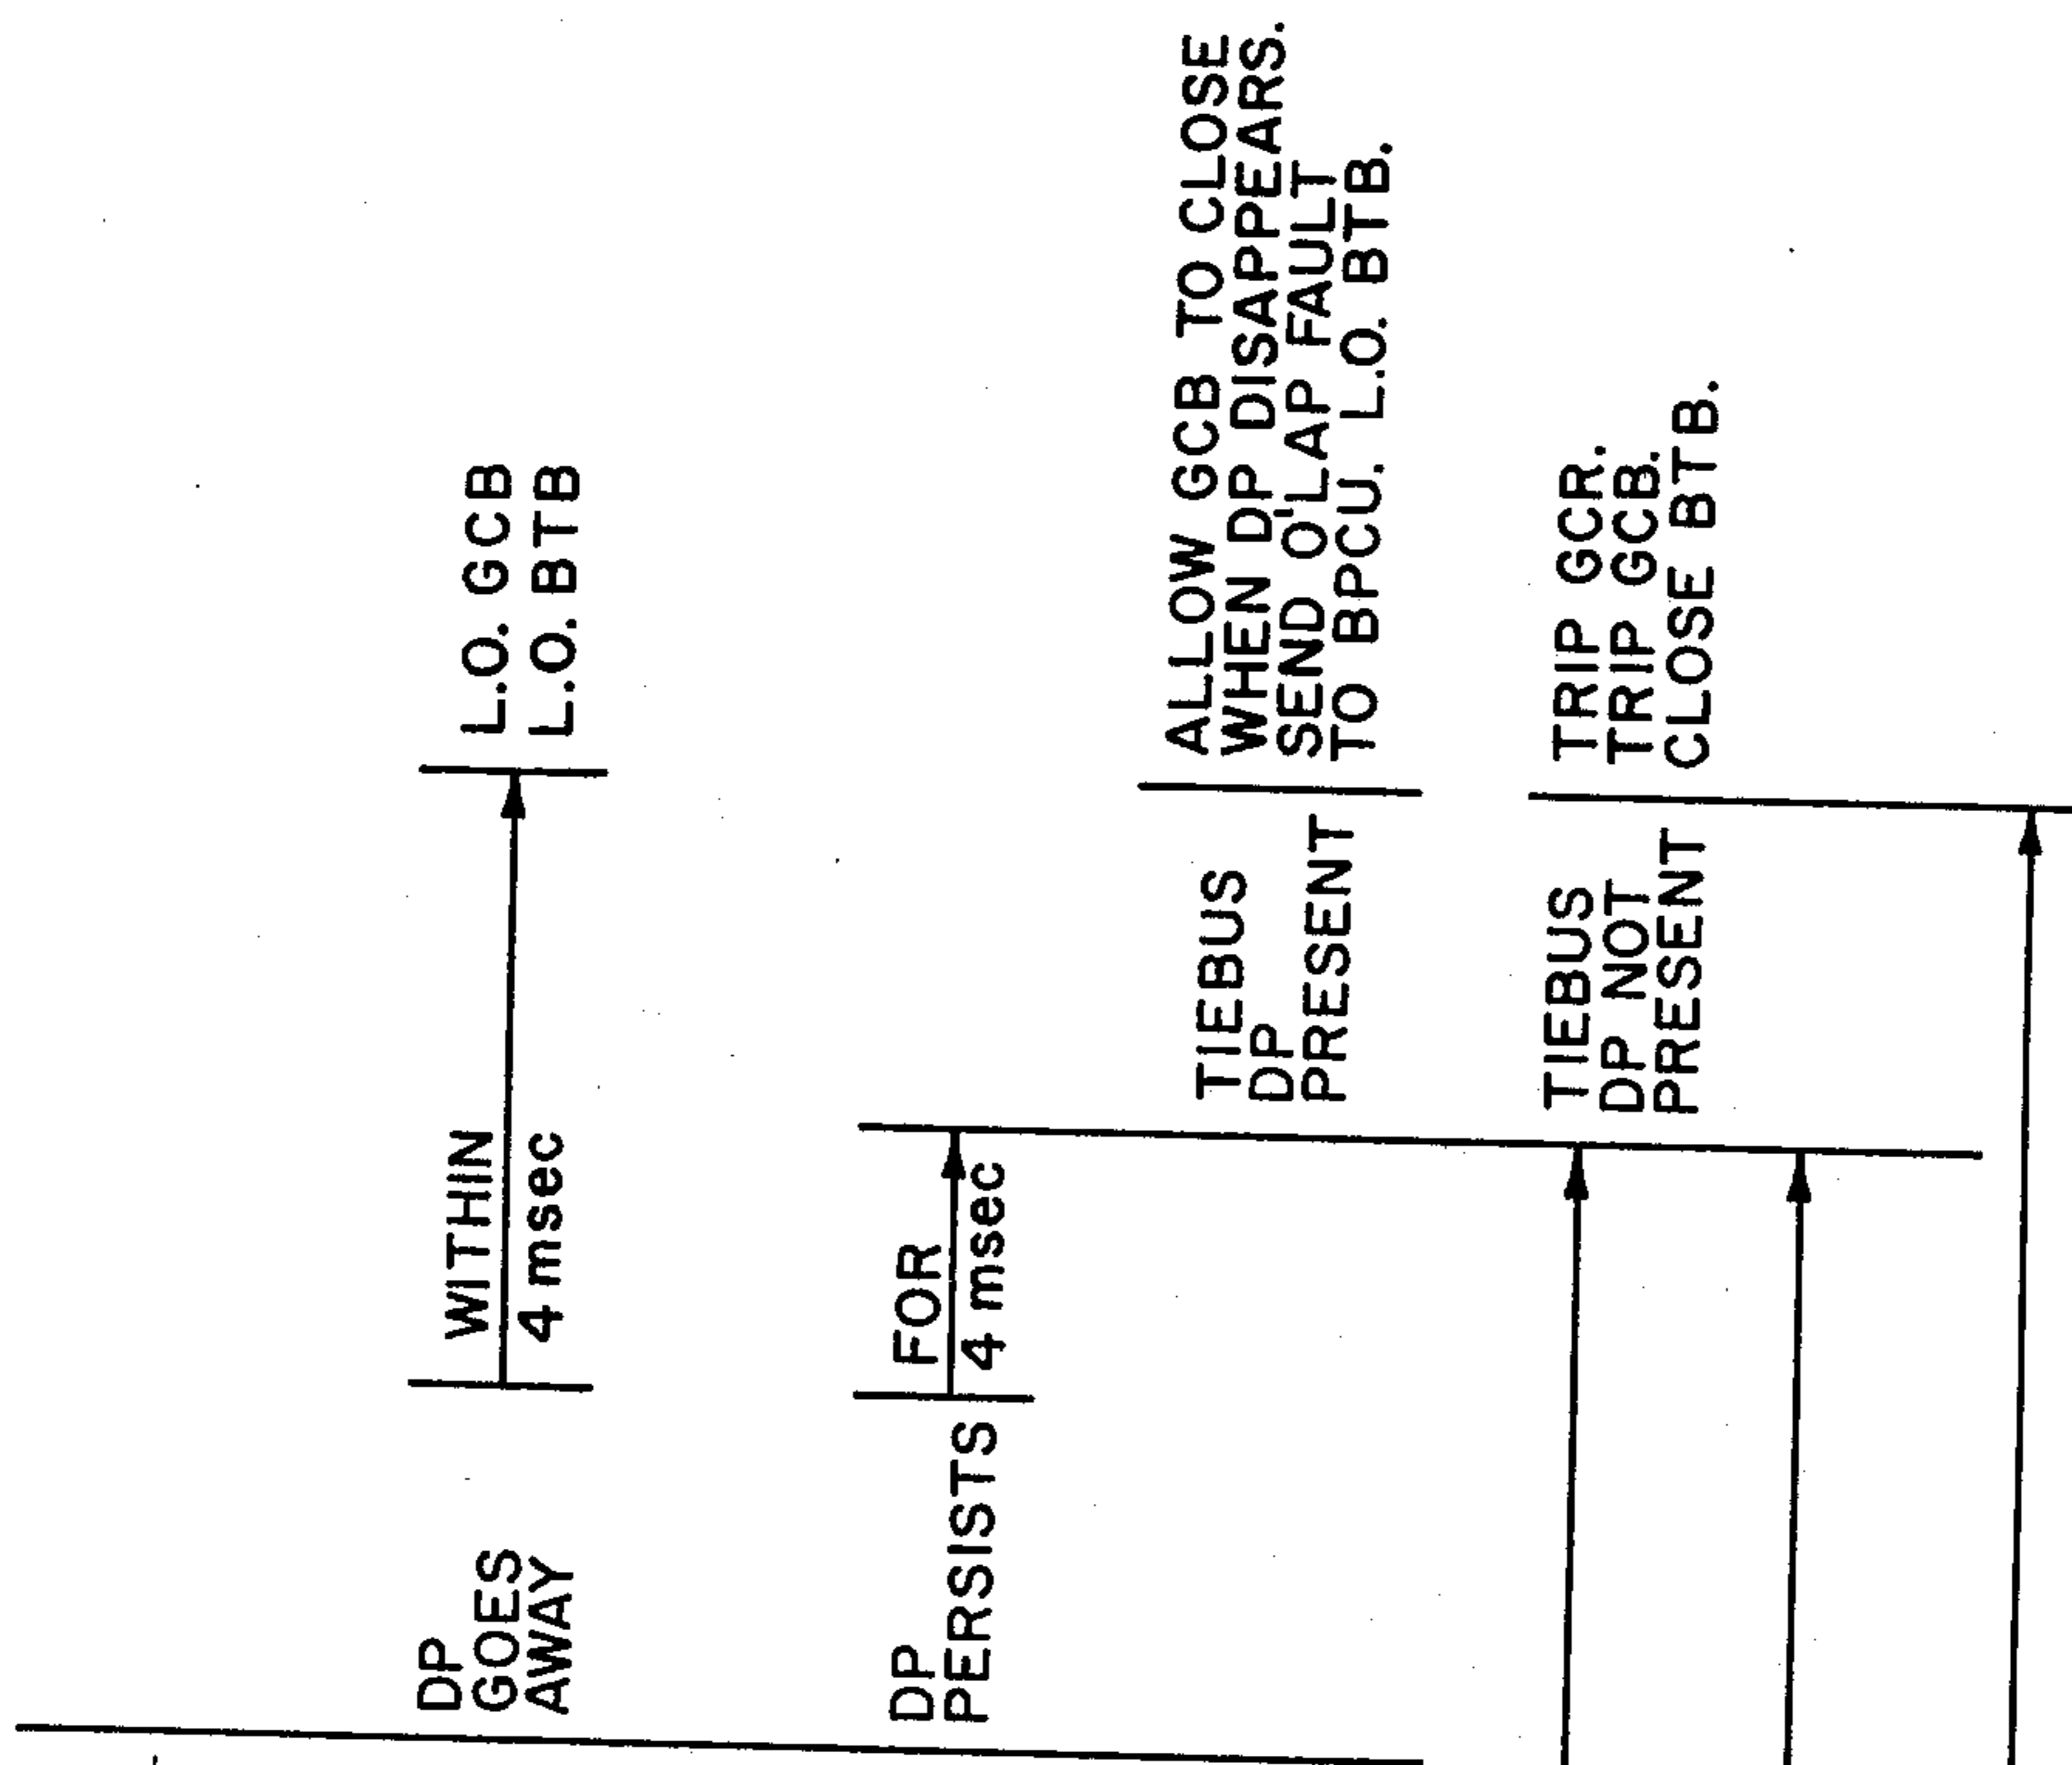 DP
GOES
AWAY
WITHIN
4 msec
L.O. GCB
L.O. BTB
DP
PERSISTS
FOR
4 msec
TIEBUS
DP
PRESENT
ALLOW GCB TO CLOSE
WHEN DP DISAPPEARS.
SEND O'LAP FAULT
TO BPCU. L.O. BTB.
TIEBUS
DP NOT
PRESENT
TRIP GCR.
TRIP GCB.
CLOSE BTB.